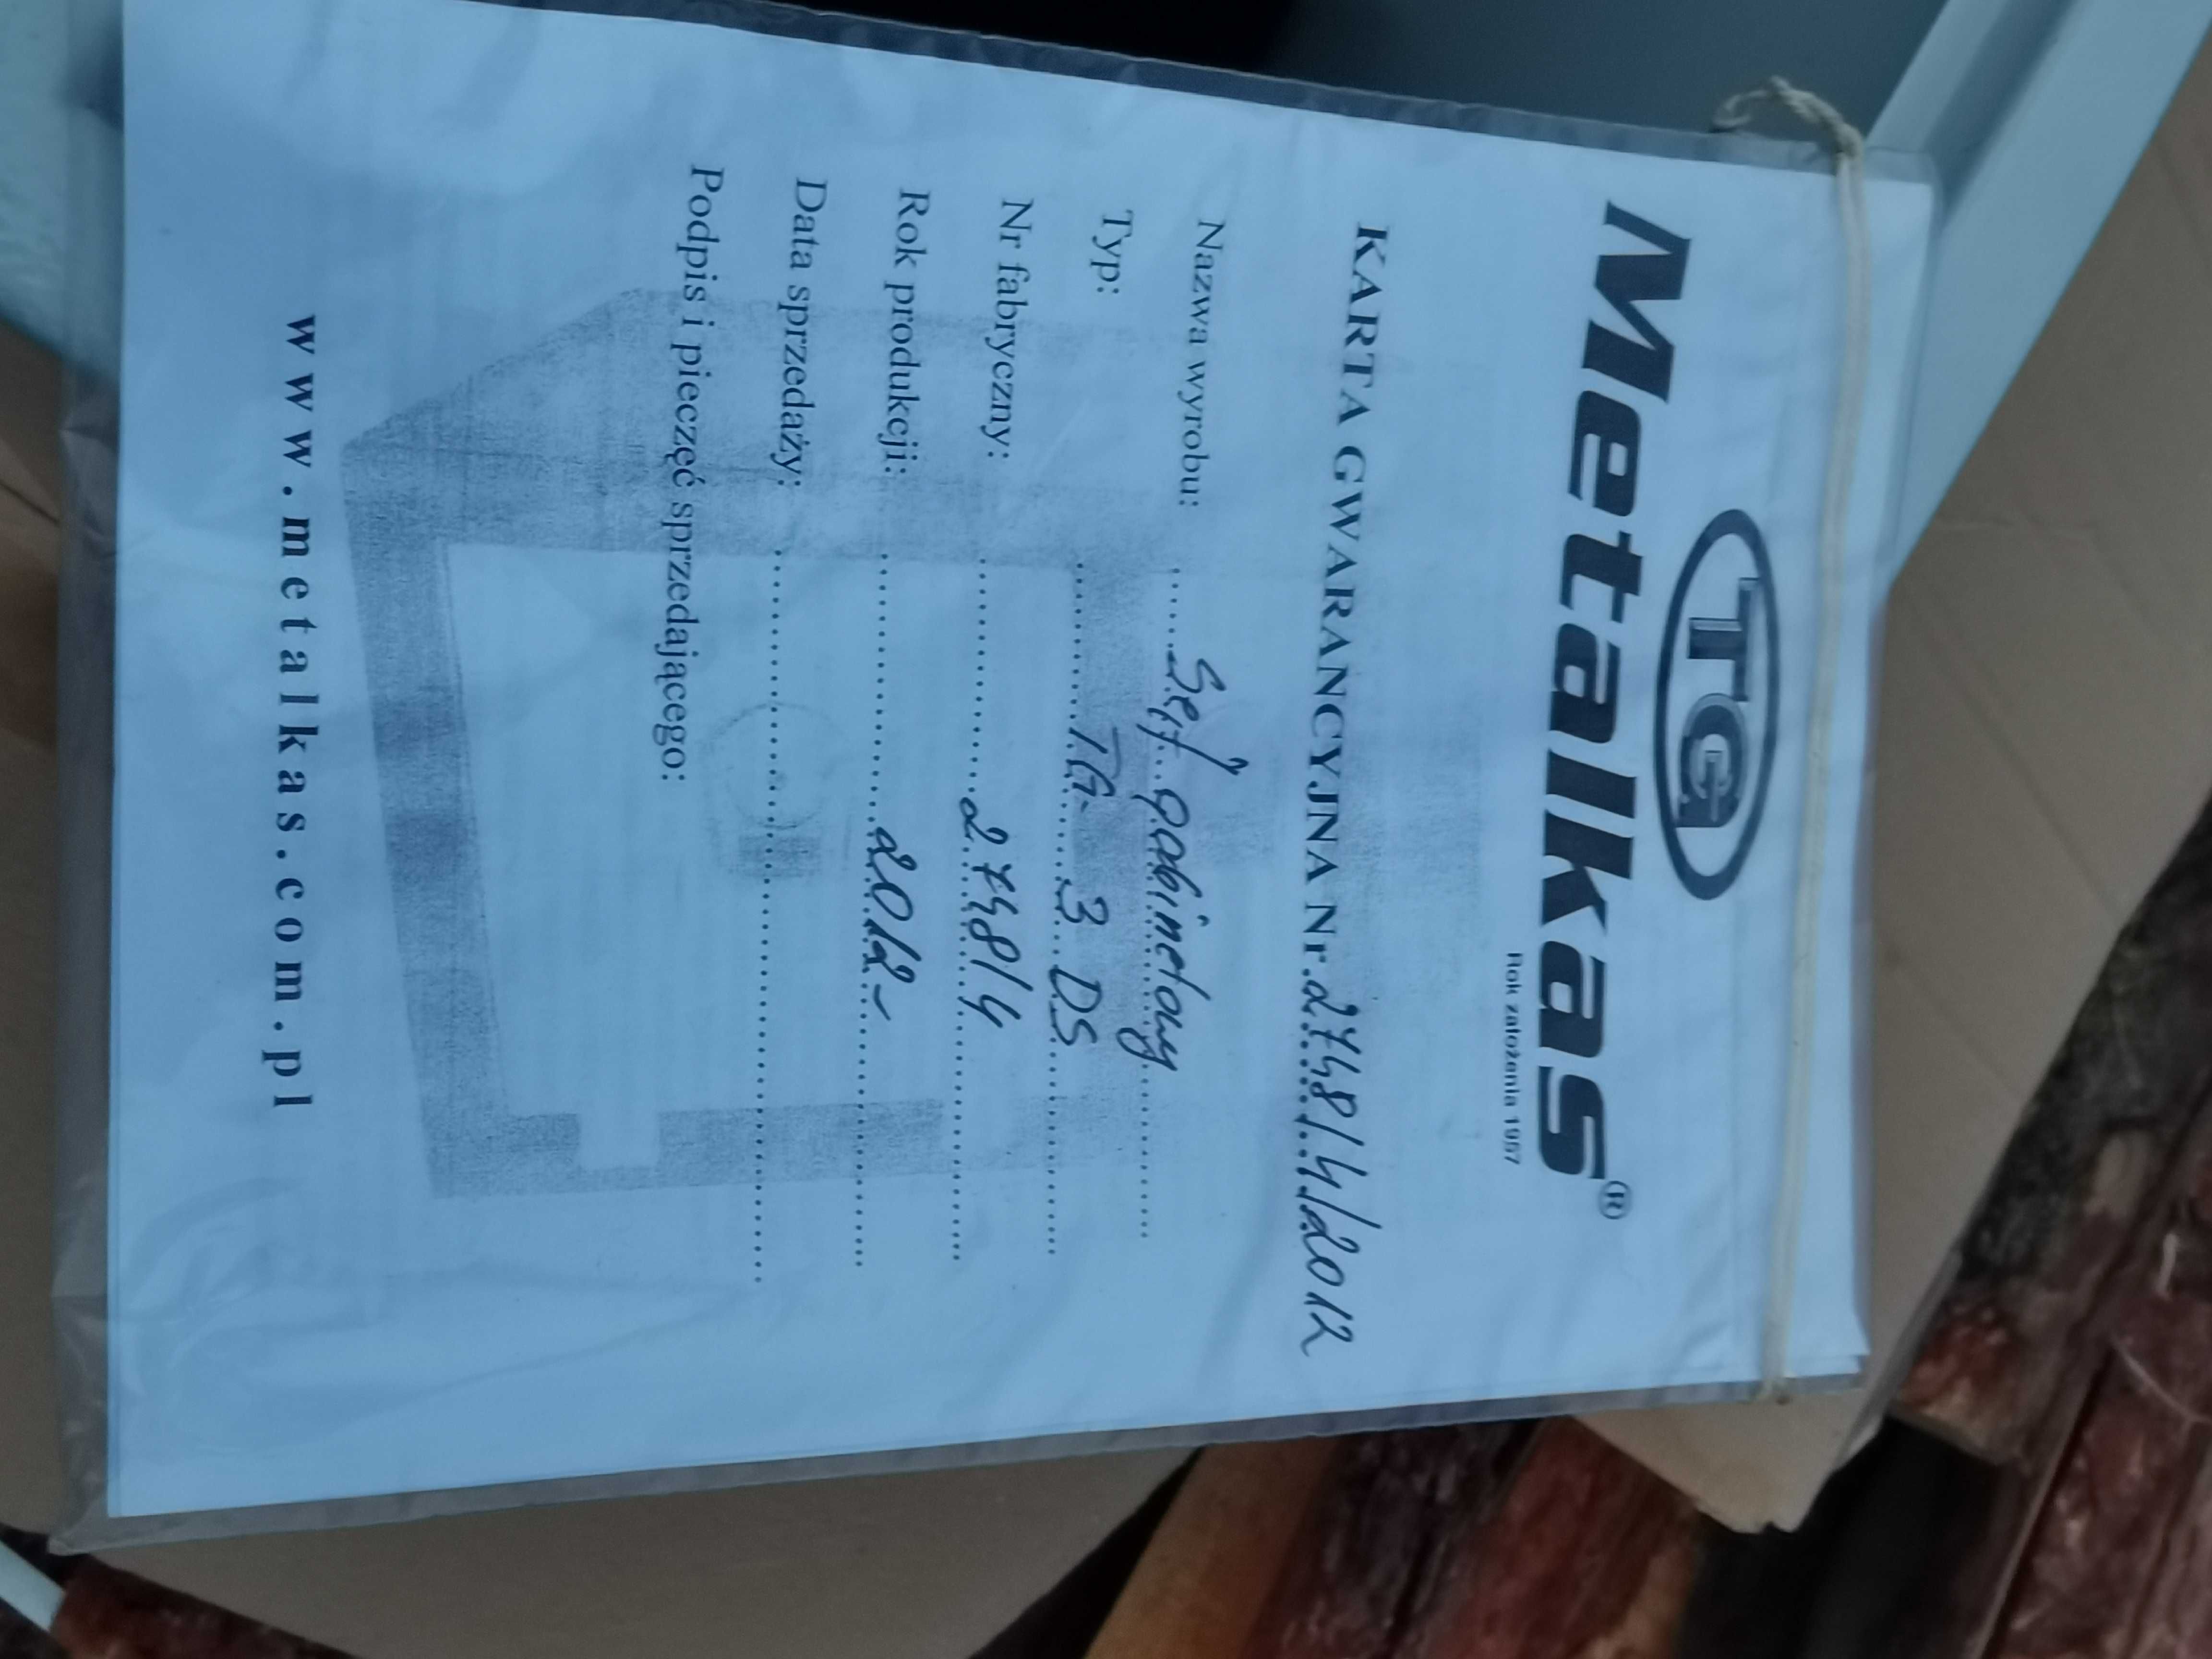 TG
Metalkas®
Rok założenia 1957
KARTA GWARANCYJNA Nr 2748/4/2012
Nazwa wyrobu: Sejf gabinetowy
Typ: TG 3 DS
Nr fabryczny: 2748/4
Rok produkcji: 2012
Data sprzedaży:
Podpis i pieczęć sprzedającego:
www.metalkas.com.pl